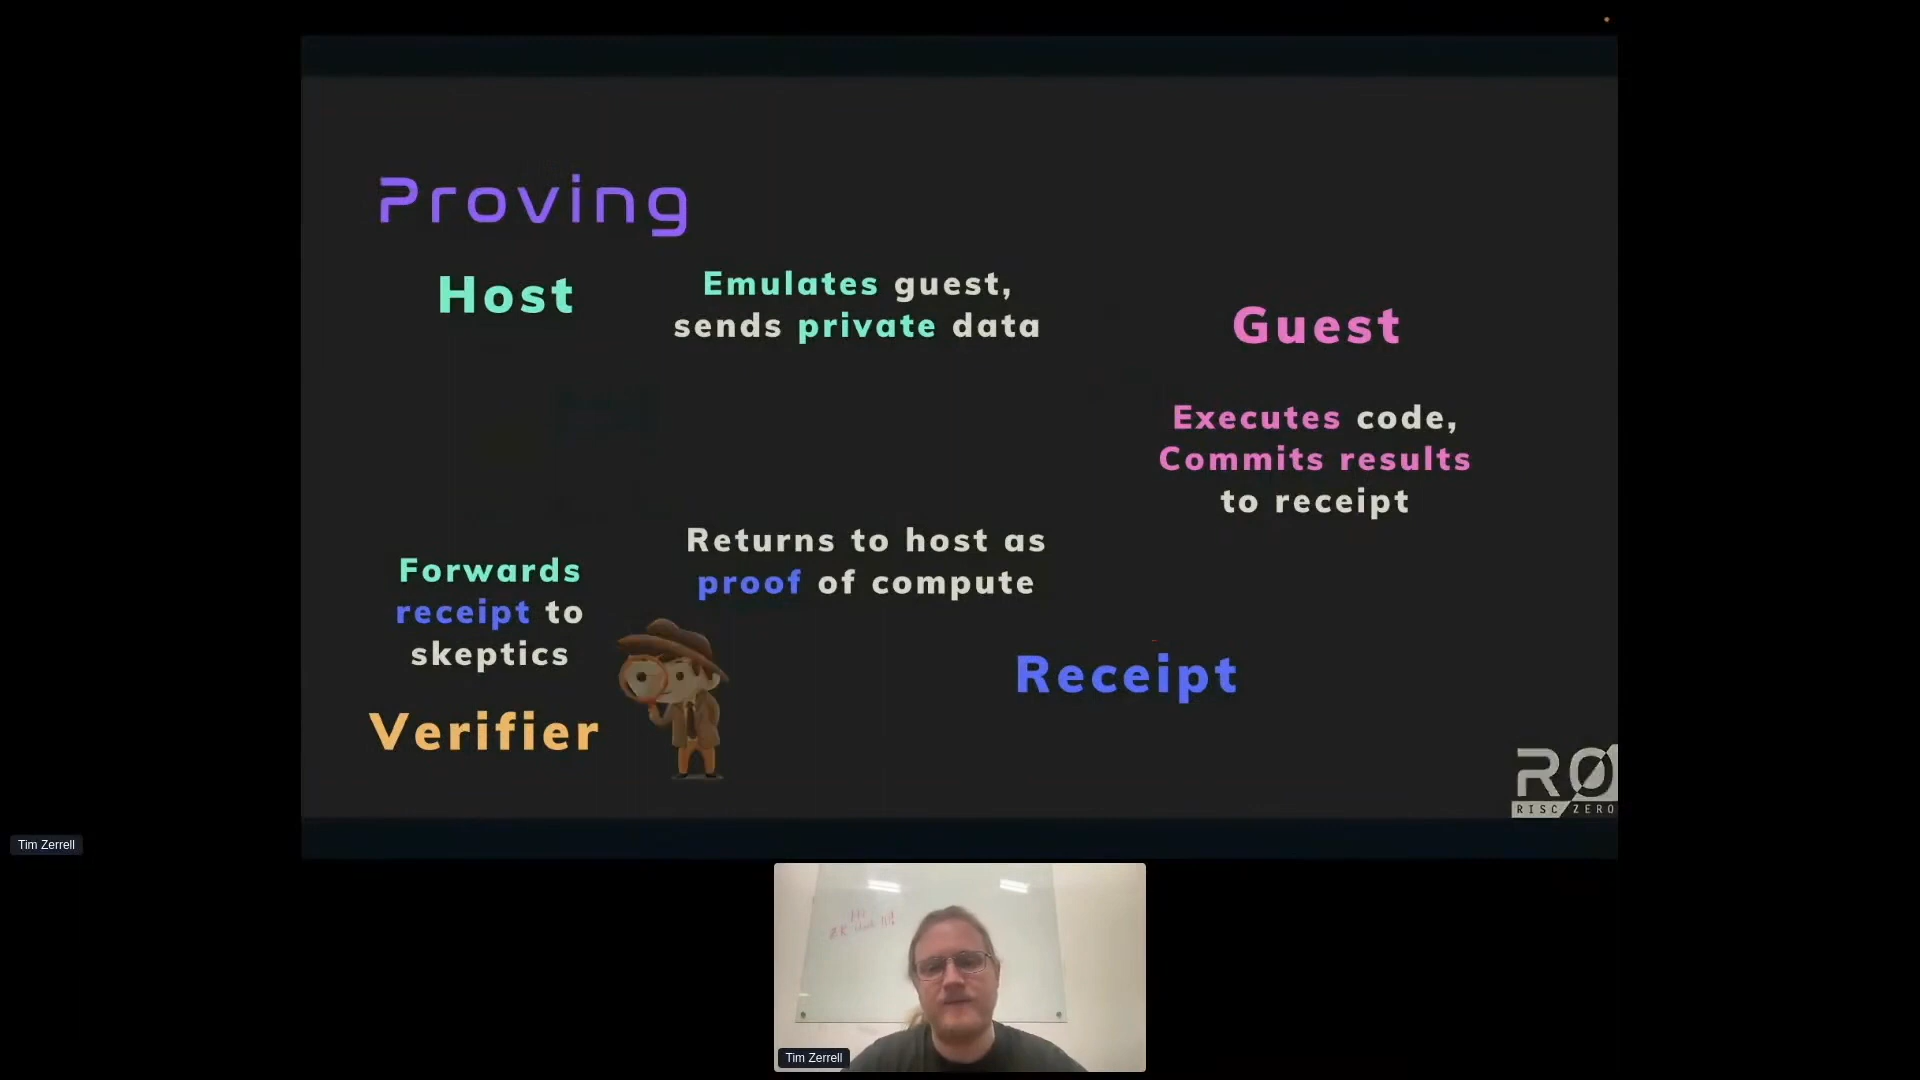 Proving
Host
Emulates guest,
sends private data
Guest
Executes code,
Commits results
to receipt
Returns to host as
proof of compute
Forwards
receipt to
skeptics
Receipt
Verifier
RISC ZERO
Tim Zerrell
Tim Zerrell